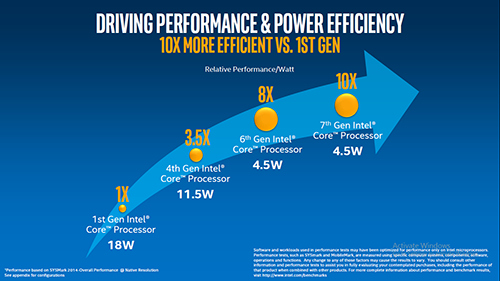 DRIVING PERFORMANCE & POWER EFFICIENCY
10X MORE EFFICIENT VS. 1ST GEN
Relative Performance/Watt
1X
1st Gen Intel®
Core™ Processor
18W
3.5X
4th Gen Intel®
Core™ Processor
11.5W
8X
6th Gen Intel®
Core™ Processor
4.5W
10X
7th Gen Intel®
Core™ Processor
4.5W
Activate Windows
Software and workloads used in performance tests may have been optimized for performance only on Intel microprocessors.
Performance tests, such as SYSmark and MobileMark, are measured using specific computer systems, components, software,
operations and functions. Any change to any of those factors may cause the results to vary. You should consult other
information and performance tests to assist you in fully evaluating your contemplated purchases, including the performance of
that product when combined with other products. For more complete information about performance and benchmark results,
visit http://www.intel.com/benchmarks
*Performance based on SYSMark 2014 Overall Performance @ Native Resolution
See appendix for configurations